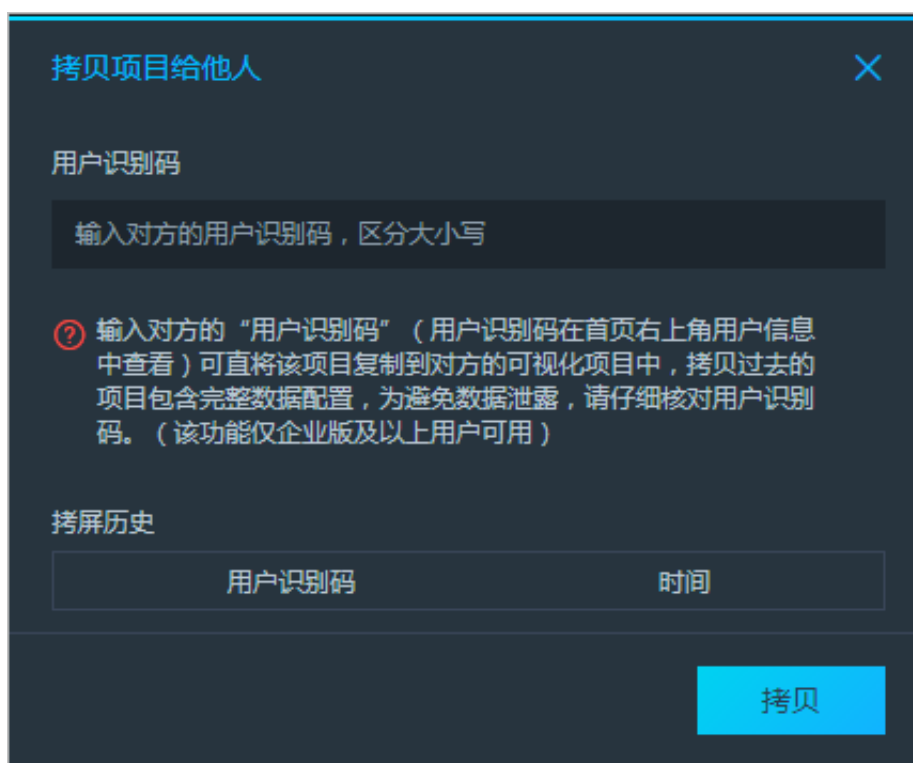 拷贝项目给他人
用户识别码
输入对方的用户识别码，区分大小写
输入对方的“用户识别码”（用户识别码在首页右上角用户信息
中查看）可直将该项目复制到对方的可视化项目中，拷贝过去的
项目包含完整数据配置，为避免数据泄露，请仔细核对用户识别
码。（该功能仅企业版及以上用户可用）
拷屏历史
用户识别码 时间
拷贝